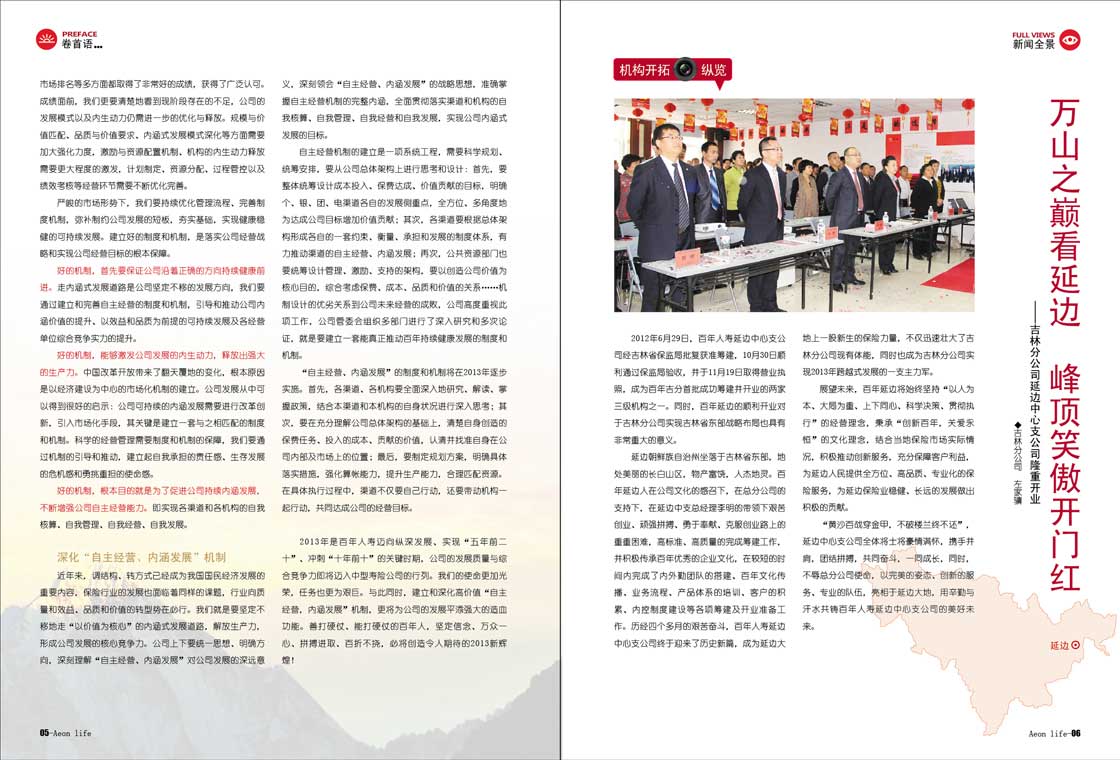 PREFACE
卷首语...
市场排名等多方面都取得了非常好的成绩，获得了广泛认可。
成绩面前，我们更要清楚地看到现阶段存在的不足，公司的
发展模式以及内生动力仍需进一步的优化与释放。规模与价
值匹配、品质与价值要求、内涵式发展模式深化等方面需要
加大强力度，激励与资源配置机制、机构的内生动力释放
需要更大程度的激发，计划制定，资源分配、过程管控以及
绩效考核等经营环节需要不断优化完善。
严峻的市场形势下，我们要持续优化管理流程、完善制
度机制，弥补制约公司发展的短板，夯实基础，实现健康稳
健的可持续发展。建立好的制度和机制，是落实公司经营战
略和实现公司经营目标的根本保障。
好的机制，首先要保证公司沿着正确的方向持续健康前
进。走内涵式发展道路是公司坚定不移的发展方向，我们要
通过建立和完善自主经营的制度和机制，引导和推动公司内
涵价值的提升、以效益和品质为前提的可持续发展及各经营
单位综合竞争实力的提升。
好的机制，能够激发公司发展的内生动力，释放出强大
的生产力。中国改革开放带来了翻天覆地的变化，根本原因
是以经济建设为中心的市场化机制的建立。公司发展从中可
以得到很好的启示：公司可持续的内涵发展需要进行改革创
新，引入市场化手段，其关键是建立一套与之相匹配的制度
和机制。科学的经营管理需要制度和机制的保障，我们要通
过机制的引导和推动，建立起自我承担的责任感、生存发展
的危机感和勇挑重担的使命感。
好的机制，根本目的就是为了促进公司持续内涵发展，
不断增强公司自主经营能力。即实现各渠道和各机构的自我
核算、自我管理、自我经营、自我发展。
深化“自主经营、内涵发展”机制
近年来，调结构、转方式已经成为我国国民经济发展的
重要内容，保险行业的发展也面临着同样的课题，行业向质
量和效益、品质和价值的转型势在必行。我们就是要坚定不
移地走“以价值为核心”的内涵式发展道路，解放生产力，
形成公司发展的核心竞争力。公司上下要统一思想、明确方
向，深刻理解“自主经营、内涵发展”对公司发展的深远意
义，深刻领会“自主经营、内涵发展”的战略思想，准确掌
握自主经营机制的完整内涵，全面贯彻落实渠道和机构的自
我核算、自我管理、自我经营和自我发展，实现公司内涵式
发展的目标。
自主经营机制的建立是一项系统工程，需要科学规划、
统筹安排，要从公司总体架构上进行思考和设计：首先，要
整体统筹设计成本投入、保费达成、价值贡献的目标，明确
个、银、团、电渠道各自的发展侧重点，全方位、多角度地
为达成公司目标增加价值贡献；其次，各渠道要根据总体架
构形成各自的一套约束、衡量、承担和发展的制度体系，有
力推动渠道的自主经营、内涵发展；再次，公共资源部门也
要统筹设计管理、激励、支持的架构，要以创造公司价值为
核心目的，综合考虑保费、成本、品质和价值的关系……机
制设计的优劣关系到公司未来经营的成败，公司高度重视此
项工作，公司管委会组织多部门进行了深入研究和多次论
证，就是要建立一套能真正推动百年持续健康发展的制度和
机制。
“自主经营、内涵发展”的制度和机制将在2013年逐步
实施。首先，各渠道、各机构要全面深入地研究，解读、掌
握政策，结合本渠道和本机构的自身状况进行深入思考；其
次，要在充分理解公司总体架构的基础上，清楚自身创造的
保费任务、投入的成本、贡献的价值，认清并找准自身在公
司内部及市场上的位置；最后，要制定规划方案，明确具体
落实措施，强化算帐能力，提升生产能力，合理匹配资源。
在具体执行过程中，渠道不仅要自己行动，还要带动机构一
起行动，共同达成公司的经营目标。
2013年是百年人寿迈向纵深发展、实现“五年前二
十”、冲刺“十年前十”的关键时期，公司的发展质量与综
合竞争力即将迈入中型寿险公司的行列。我们的使命更加光
荣，任务也更为艰巨。与此同时，建立和深化高价值“自主
经营，内涵发展”机制，更将为公司的发展平添强大的造血
功能。善打硬仗、能打硬仗的百年人，坚定信念，万众一
心、拼搏进取、百折不挠，必将创造令人期待的2013新辉
煌！
05-Aeon life
FULL VIEWS
新闻全景
机构开拓 纵览
万山之巅看延边 峰顶笑傲开门红
——吉林分公司延边中心支公司隆重开业
◆吉林分公司 左家骥
2012年6月29日，百年人寿延边中心支公
司经吉林省保监局批复获准筹建，10月30日顺
利通过保监局验收，并于11月19日取得营业执
照，成为百年吉分首批成功筹建并开业的两家
三级机构之一。同时，百年延边的顺利开业对
于吉林分公司实现吉林省东部战略布局也具有
非常重大的意义。
延边朝鲜族自治州坐落于吉林省东部，地
处美丽的长白山区，物产富饶，人杰地灵。百
年延边人在公司文化的感召下，在总分公司的
支持下，在延边中支总经理李明的带领下艰苦
创业、顽强拼搏、勇于奉献、克服创业路上的
重重困难，高标准、高质量的完成筹建工作，
并积极传承百年优秀的企业文化，在较短的时
间内完成了内外勤团队的搭建、百年文化传
播、业务流程、产品体系的培训、客户的积
累、内控制度建设等各项筹建及开业准备工
作。历经四个多月的艰苦奋斗，百年人寿延边
中心支公司终于迎来了历史新篇，成为延边大
地上一股新生的保险力量，不仅迅速壮大了吉
林分公司现有体能，同时也成为吉林分公司实
现2013年跨越式发展的一支主力军。
展望未来，百年延边将始终坚持“以人为
本、大局为重、上下同心、科学决策、贯彻执
行”的经营理念，秉承“创新百年，关爱永
恒”的文化理念，结合当地保险市场实际情
况，积极推动创新服务，充分保障客户利益，
为延边人民提供全方位、高品质、专业化的保
险服务，为延边保险业稳健、长远的发展做出
积极的贡献。
“黄沙百战穿金甲，不破楼兰终不还”，
延边中心支公司全体将士将豪情满怀，携手并
肩，团结拼搏，共同奋斗，一同成长，同时，
不辱总分公司使命，以完美的姿态、创新的服
务、专业的队伍，亮相于延边大地，用辛勤与
汗水共铸百年人寿延边中心支公司的美好未
来。
延边
Aeon life-06